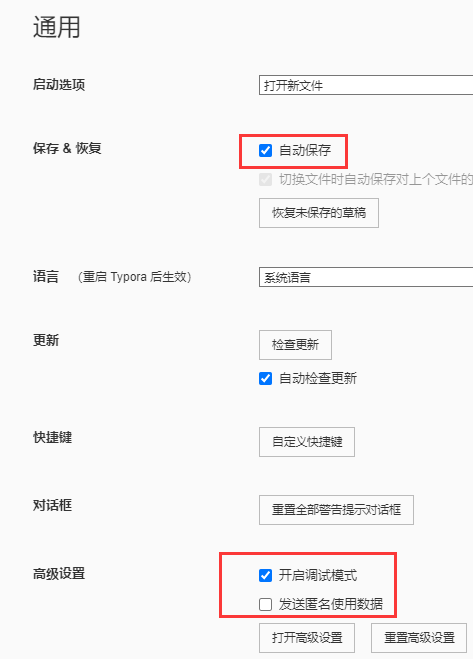 通用
启动选项
打开新文件
保存 & 恢复
自动保存
切换文件时自动保存对上个文件的
恢复未保存的草稿
语言 （重启 Typora 后生效）
系统语言
更新
检查更新
自动检查更新
快捷键
自定义快捷键
对话框
重置全部警告提示对话框
高级设置
开启调试模式
发送匿名使用数据
打开高级设置 重置高级设置